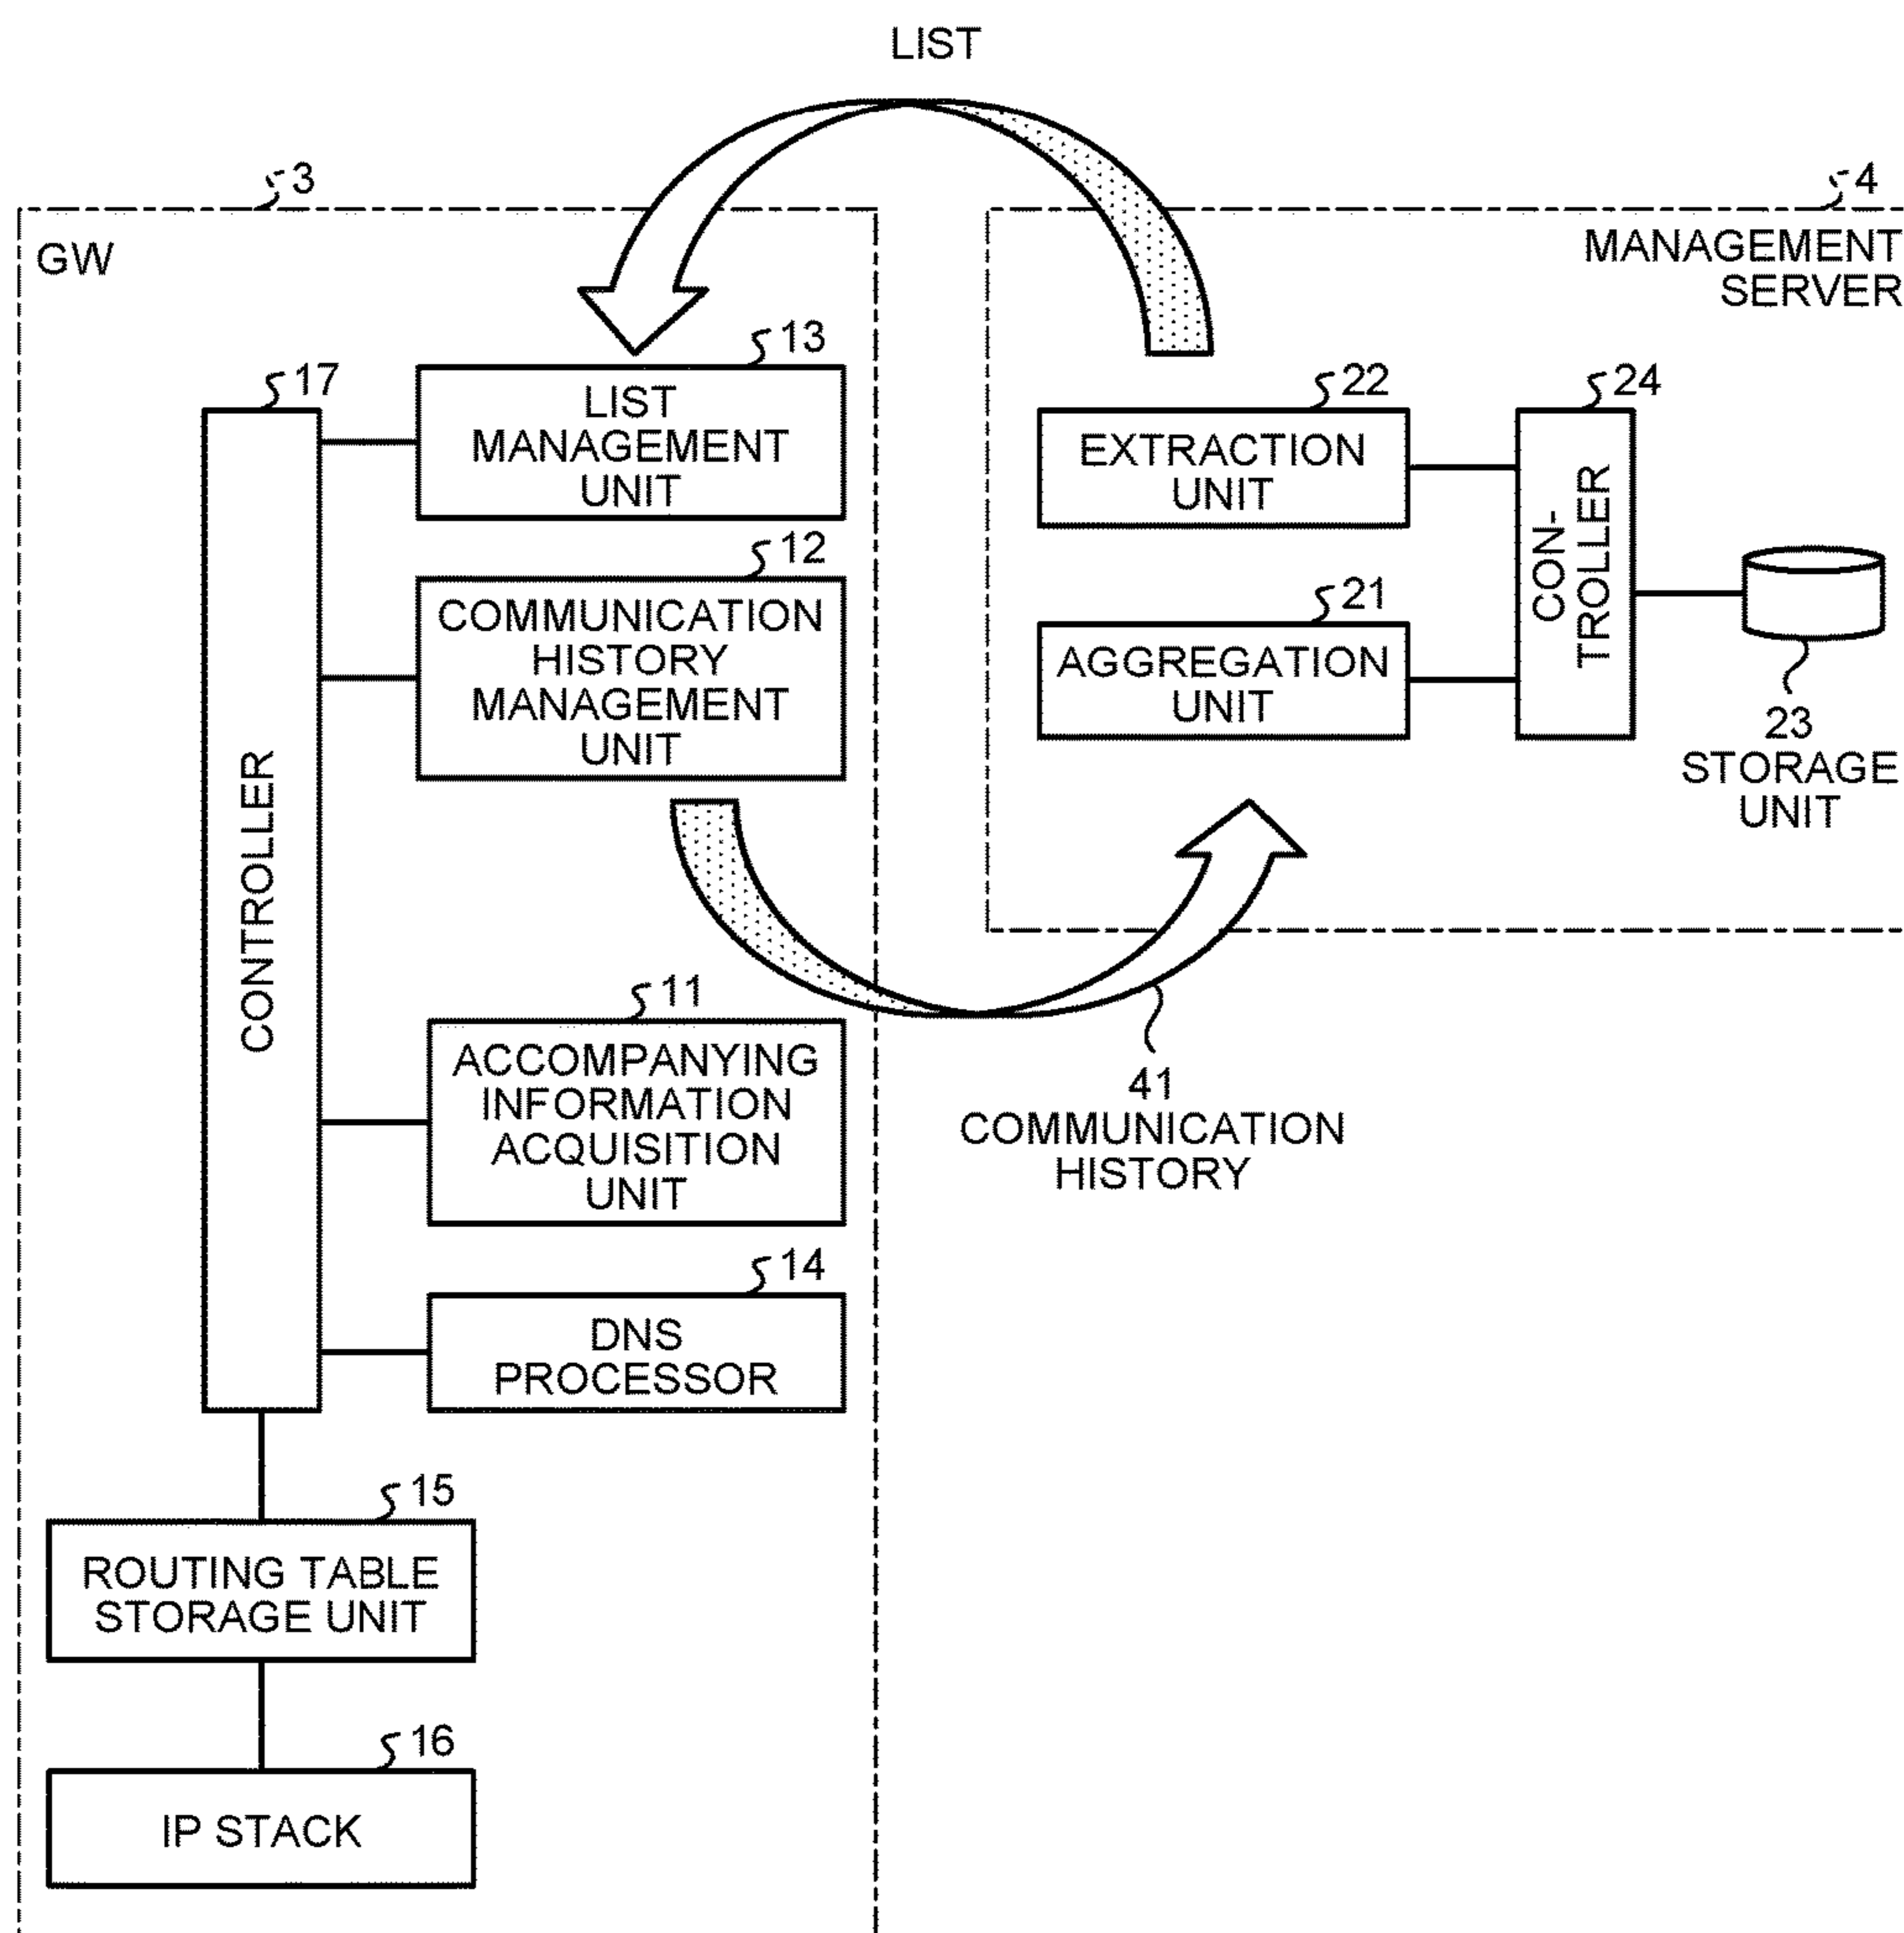 LIST
3
4
GW
MANAGEMENT
SERVER
13
LIST
MANAGEMENT
UNIT
17
CONTROLLER
12
COMMUNICATION
HISTORY
MANAGEMENT
UNIT
22
EXTRACTION
UNIT
24
CON-
TROLLER
21
AGGREGATION
UNIT
23
STORAGE
UNIT
11
ACCOMPANYING
INFORMATION
ACQUISITION
UNIT
41
COMMUNICATION
HISTORY
14
DNS
PROCESSOR
15
ROUTING TABLE
STORAGE UNIT
16
IP STACK